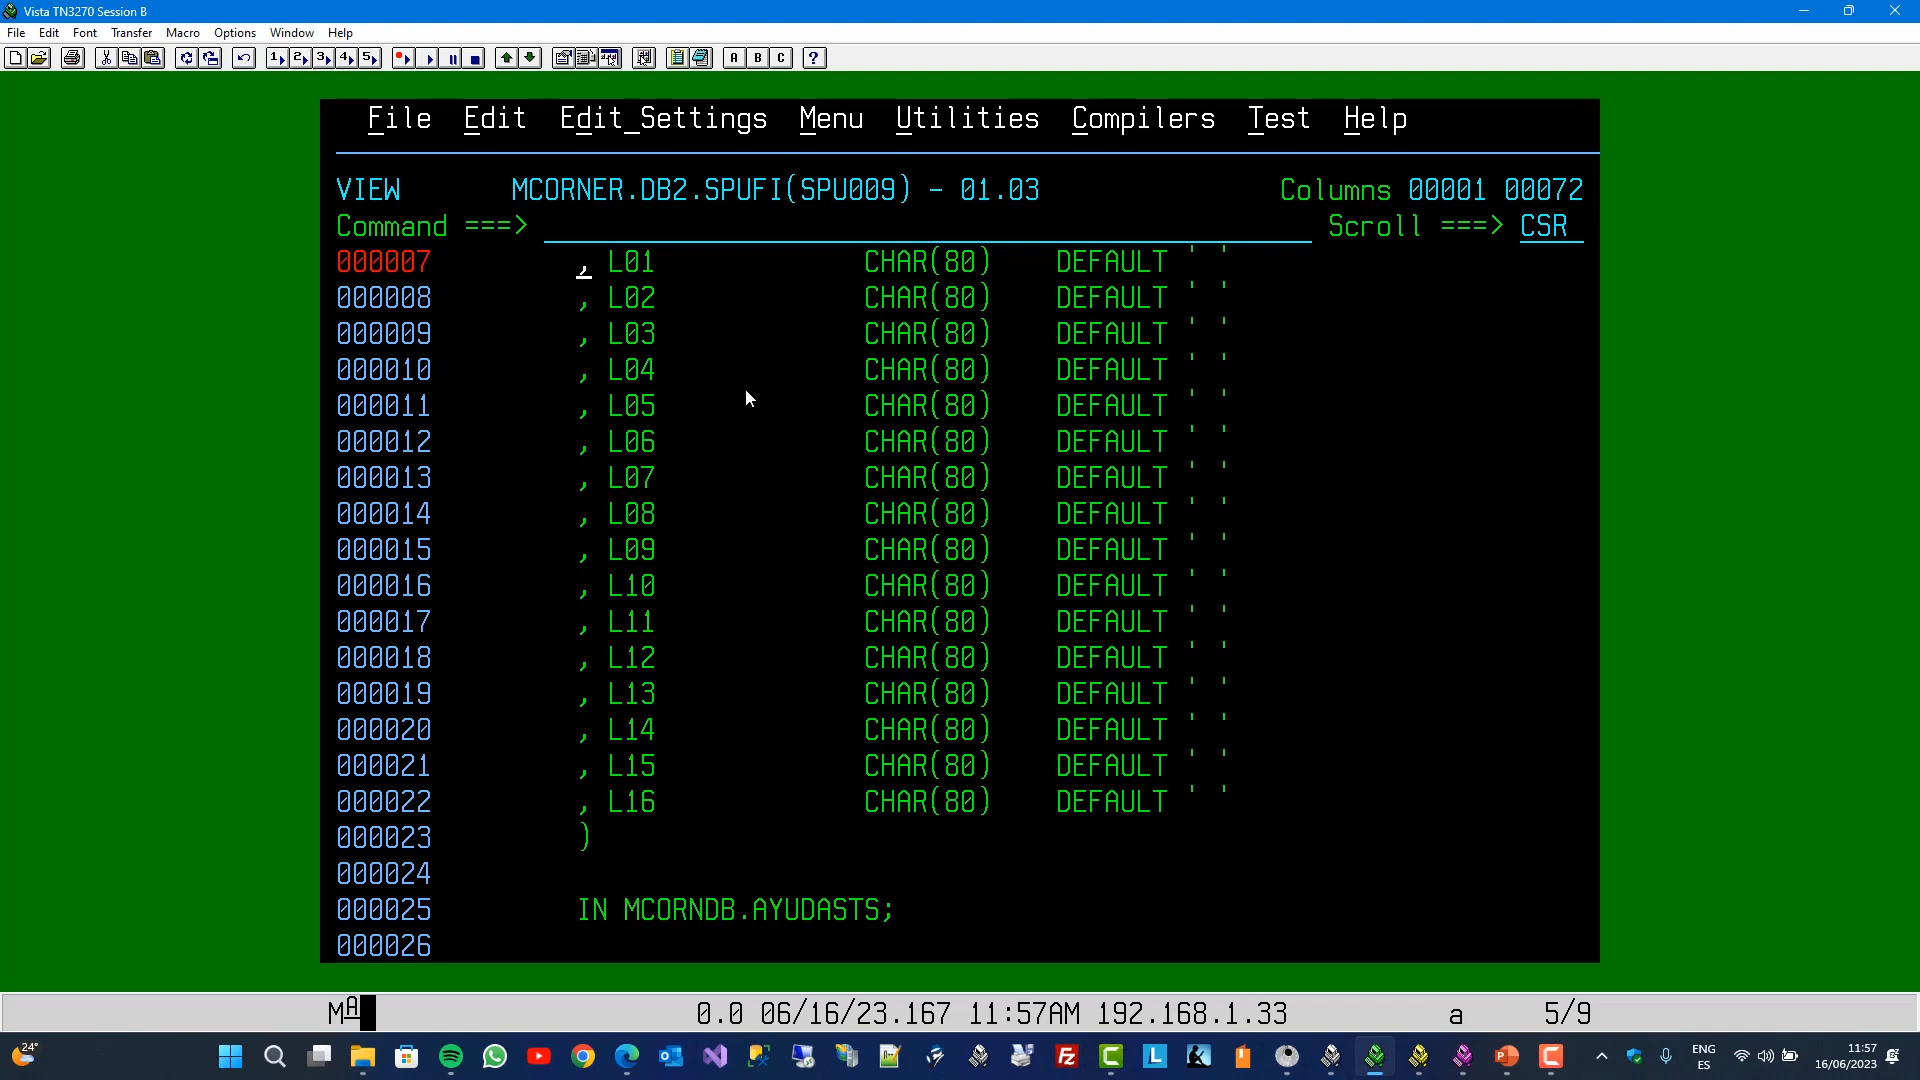 Vista TN3270 Session B
File Edit Font Transfer Macro Options Window Help
1 2 3 4 5 A B C ?
File Edit Edit_Settings Menu Utilities Compilers Test Help
VIEW MCORNER.DB2.SPUFI(SPU009) - 01.03 Columns 00001 00072
Command ===> Scroll ===> CSR
000007 , L01 CHAR(80) DEFAULT ' '
000008 , L02 CHAR(80) DEFAULT ' '
000009 , L03 CHAR(80) DEFAULT ' '
000010 , L04 CHAR(80) DEFAULT ' '
000011 , L05 CHAR(80) DEFAULT ' '
000012 , L06 CHAR(80) DEFAULT ' '
000013 , L07 CHAR(80) DEFAULT ' '
000014 , L08 CHAR(80) DEFAULT ' '
000015 , L09 CHAR(80) DEFAULT ' '
000016 , L10 CHAR(80) DEFAULT ' '
000017 , L11 CHAR(80) DEFAULT ' '
000018 , L12 CHAR(80) DEFAULT ' '
000019 , L13 CHAR(80) DEFAULT ' '
000020 , L14 CHAR(80) DEFAULT ' '
000021 , L15 CHAR(80) DEFAULT ' '
000022 , L16 CHAR(80) DEFAULT ' '
000023 )
000024
000025 IN MCORNDB.AYUDASTS;
000026
MA 0.0 06/16/23.167 11:57AM 192.168.1.33 a 5/9
24° ENG 11:57
ES 16/06/2023